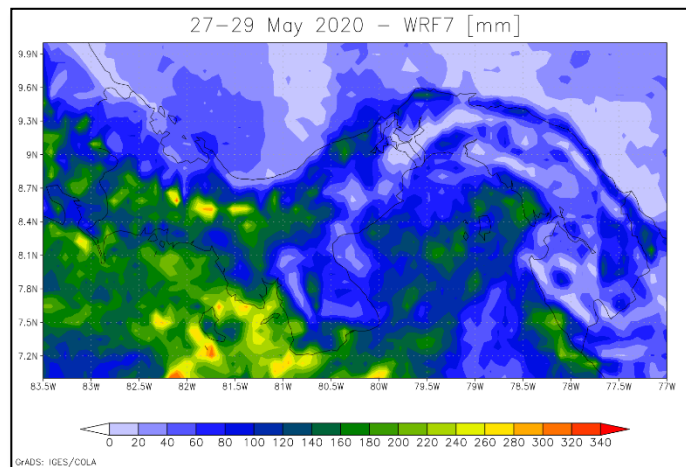 27-29 May 2020 - WRF7 [mm]
9.9N
9.6N
9.3N
9N
8.7N
8.4N
8.1N
7.8N
7.5N
7.2N
83.5W 83W 82.5W 82W 81.5W 81W 80.5W 80W 79.5W 79W 78.5W 78W 77.5W 77W
0 20 40 60 80 100 120 140 160 180 200 220 240 260 280 300 320 340
GrADS: IGES/COLA